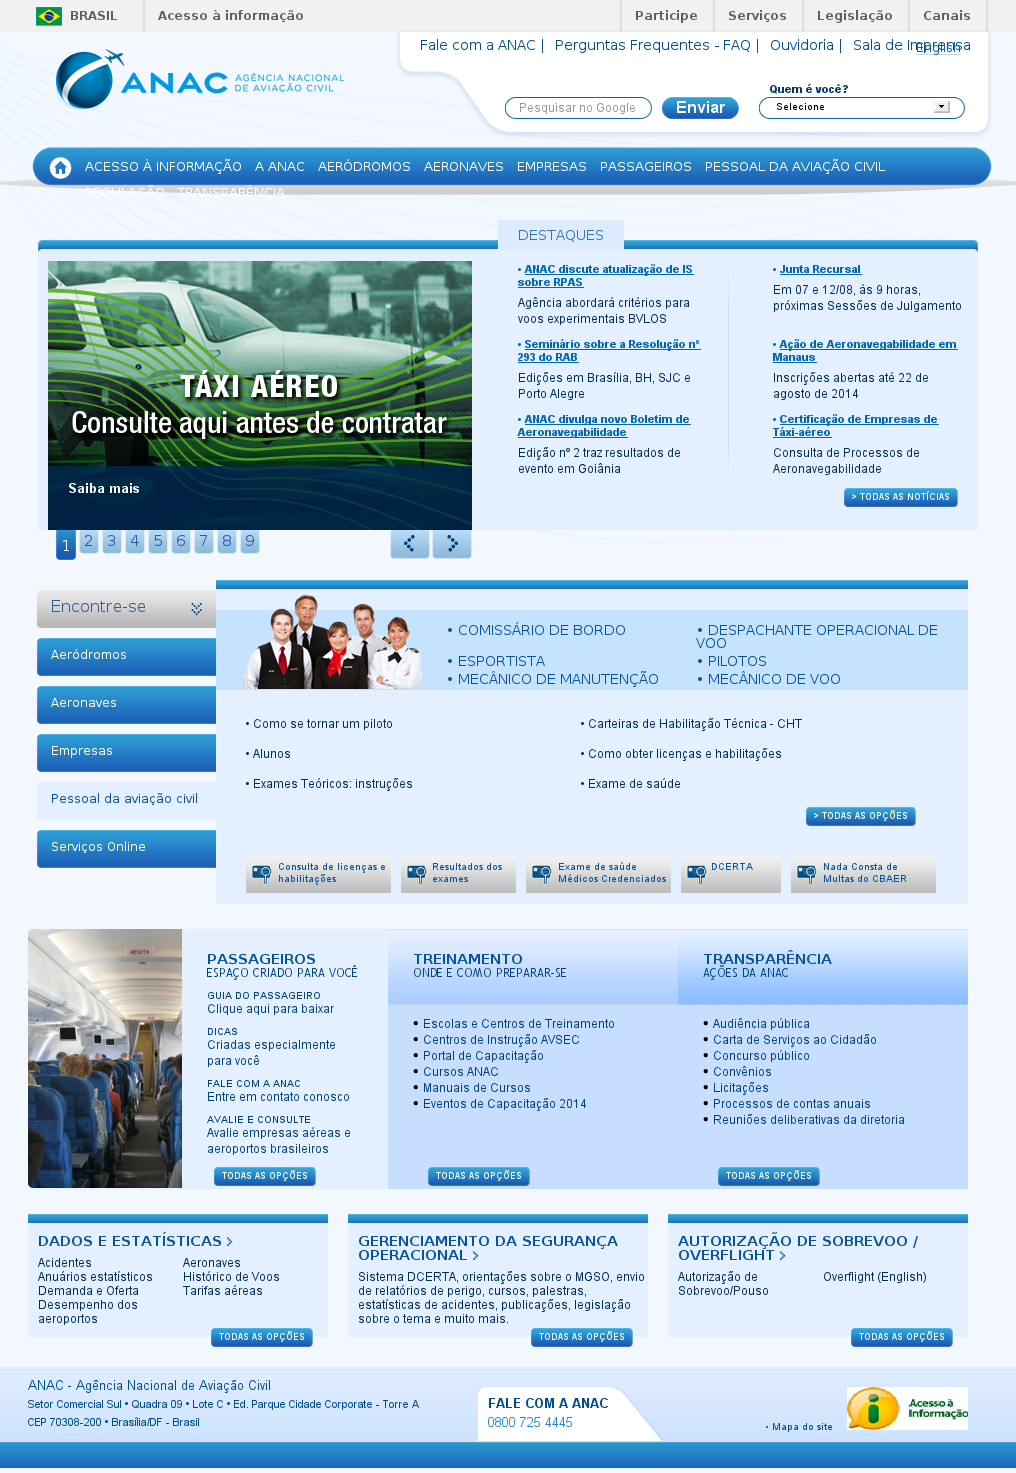 BRASIL
Acesso à informação
Participe
Serviços
Legislação
Canais
Fale com a ANAC |
Perguntas Frequentes - FAQ |
Ouvidoria |
Sala de Imprensa
English
ANAC
AGÊNCIA NACIONAL
DE AVIAÇÃO CIVIL
Quem é você?
Pesquisar no Google
Enviar
Selecione
ACESSO À INFORMAÇÃO
A ANAC
AERÓDROMOS
AERONAVES
EMPRESAS
PASSAGEIROS
PESSOAL DA AVIAÇÃO CIVIL
REGULAÇÃO
TRANSPARÊNCIA
DESTAQUES
TÁXI AÉREO
Consulte aqui antes de contratar
Saiba mais
1 2 3 4 5 6 7 8 9
• ANAC discute atualização de IS
sobre RPAS
Agência abordará critérios para
voos experimentais BVLOS
• Seminário sobre a Resolução nº
293 do RAB
Edições em Brasília, BH, SJC e
Porto Alegre
• ANAC divulga novo Boletim de
Aeronavegabilidade
Edição nº 2 traz resultados de
evento em Goiânia
• Junta Recursal
Em 07 e 12/08, às 9 horas,
próximas Sessões de Julgamento
• Ação de Aeronavegabilidade em
Manaus
Inscrições abertas até 22 de
agosto de 2014
• Certificação de Empresas de
Táxi-aéreo
Consulta de Processos de
Aeronavegabilidade
> TODAS AS NOTÍCIAS
Encontre-se
Aeródromos
Aeronaves
Empresas
Pessoal da aviação civil
Serviços Online
• COMISSÁRIO DE BORDO
• DESPACHANTE OPERACIONAL DE
VOO
• ESPORTISTA
• PILOTOS
• MECÂNICO DE MANUTENÇÃO
• MECÂNICO DE VOO
• Como se tornar um piloto
• Carteiras de Habilitação Técnica - CHT
• Alunos
• Como obter licenças e habilitações
• Exames Teóricos: instruções
• Exame de saúde
> TODAS AS OPÇÕES
Consulta de licenças e
habilitações
Resultados dos
exames
Exame de saúde
Médicos Credenciados
DCERTA
Nada Consta de
Multas do CBAER
EXIT
PASSAGEIROS
ESPAÇO CRIADO PARA VOCÊ
GUIA DO PASSAGEIRO
Clique aqui para baixar
DICAS
Criadas especialmente
para você
FALE COM A ANAC
Entre em contato conosco
AVALIE E CONSULTE
Avalie empresas aéreas e
aeroportos brasileiros
TODAS AS OPÇÕES
TREINAMENTO
ONDE E COMO PREPARAR-SE
• Escolas e Centros de Treinamento
• Centros de Instrução AVSEC
• Portal de Capacitação
• Cursos ANAC
• Manuais de Cursos
• Eventos de Capacitação 2014
TODAS AS OPÇÕES
TRANSPARÊNCIA
AÇÕES DA ANAC
• Audiência pública
• Carta de Serviços ao Cidadão
• Concurso público
• Convênios
• Licitações
• Processos de contas anuais
• Reuniões deliberativas da diretoria
TODAS AS OPÇÕES
DADOS E ESTATÍSTICAS >
Acidentes
Anuários estatísticos
Demanda e Oferta
Desempenho dos
aeroportos
Aeronaves
Histórico de Voos
Tarifas aéreas
TODAS AS OPÇÕES
GERENCIAMENTO DA SEGURANÇA
OPERACIONAL >
Sistema DCERTA, orientações sobre o MGSO, envio
de relatórios de perigo, cursos, palestras,
estatísticas de acidentes, publicações, legislação
sobre o tema e muito mais.
TODAS AS OPÇÕES
AUTORIZAÇÃO DE SOBREVOO /
OVERFLIGHT >
Autorização de
Sobrevoo/Pouso
Overflight (English)
TODAS AS OPÇÕES
ANAC - Agência Nacional de Aviação Civil
Setor Comercial Sul • Quadra 09 • Lote C • Ed. Parque Cidade Corporate - Torre A
CEP 70308-200 • Brasília/DF - Brasil
FALE COM A ANAC
0800 725 4445
• Mapa do site
Acesso à
Informação